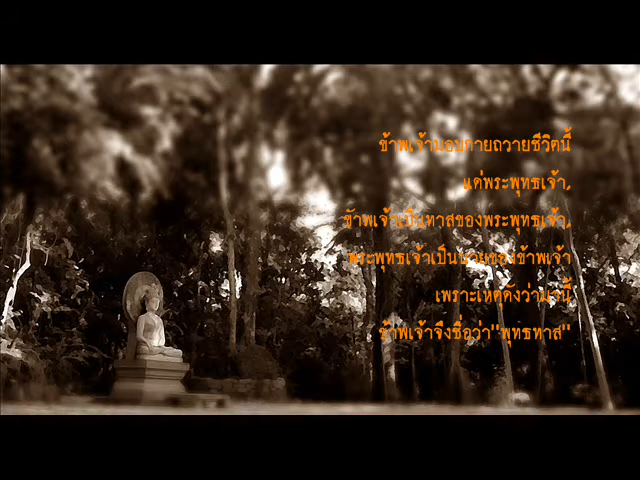 ข้าพเจ้ามอบกายถวายชีวิตนี้
แด่พระพุทธเจ้า,
ข้าพเจ้าเป็นทาสของพระพุทธเจ้า,
พระพุทธเจ้าเป็นนายของข้าพเจ้า
เพราะเหตุดังว่ามานี้
ข้าพเจ้าจึงชื่อว่า"พุทธทาส"